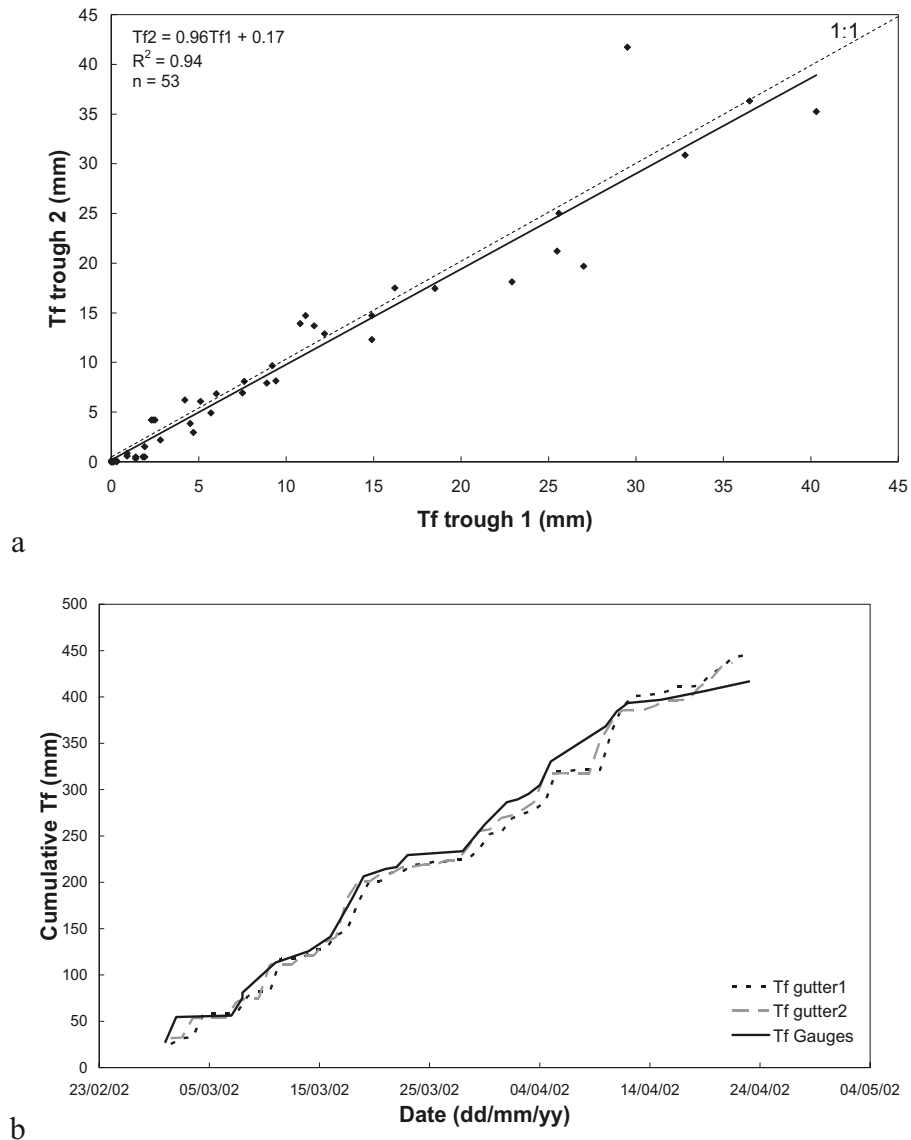 Tf2 = 0.96Tf1 + 0.17
R² = 0.94
n = 53
1:1
45
40
35
30
25
20
15
10
5
0
Tf trough 2 (mm)
0 5 10 15 20 25 30 35 40 45
Tf trough 1 (mm)
a
500
450
400
350
300
250
200
150
100
50
0
Cumulative Tf (mm)
Tf gutter1
Tf gutter2
Tf Gauges
23/02/02 05/03/02 15/03/02 25/03/02 04/04/02 14/04/02 24/04/02 04/05/02
Date (dd/mm/yy)
b